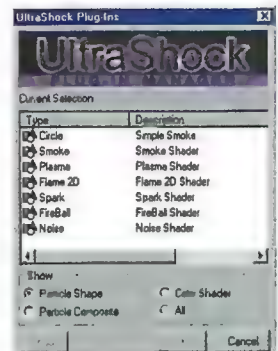 UltraShock Plug-Ins
UltraShock
PLUG-IN MANAGER
Current Selection
Type Description
Circle Simple Smoke
Smoke Smoke Shader
Plasma Plasma Shader
Flame 2D Flame 2D Shader
Spark Spark Shader
FireBall FireBall Shader
Noise Noise Shader
Show
Particle Shape Color Shader
Particle Composite All
Cancel